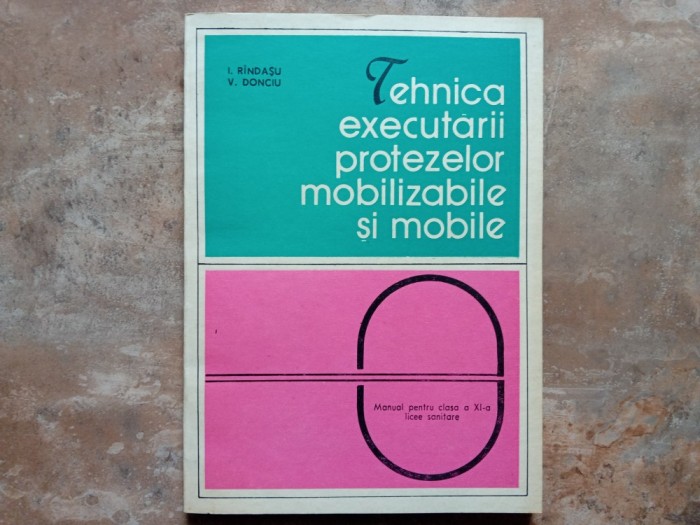 I. RÎNDAȘU
V. DONCIU
Tehnica
executării
protezelor
mobilizabile
și mobile
Manual pentru clasa a XI-a
licee sanitare